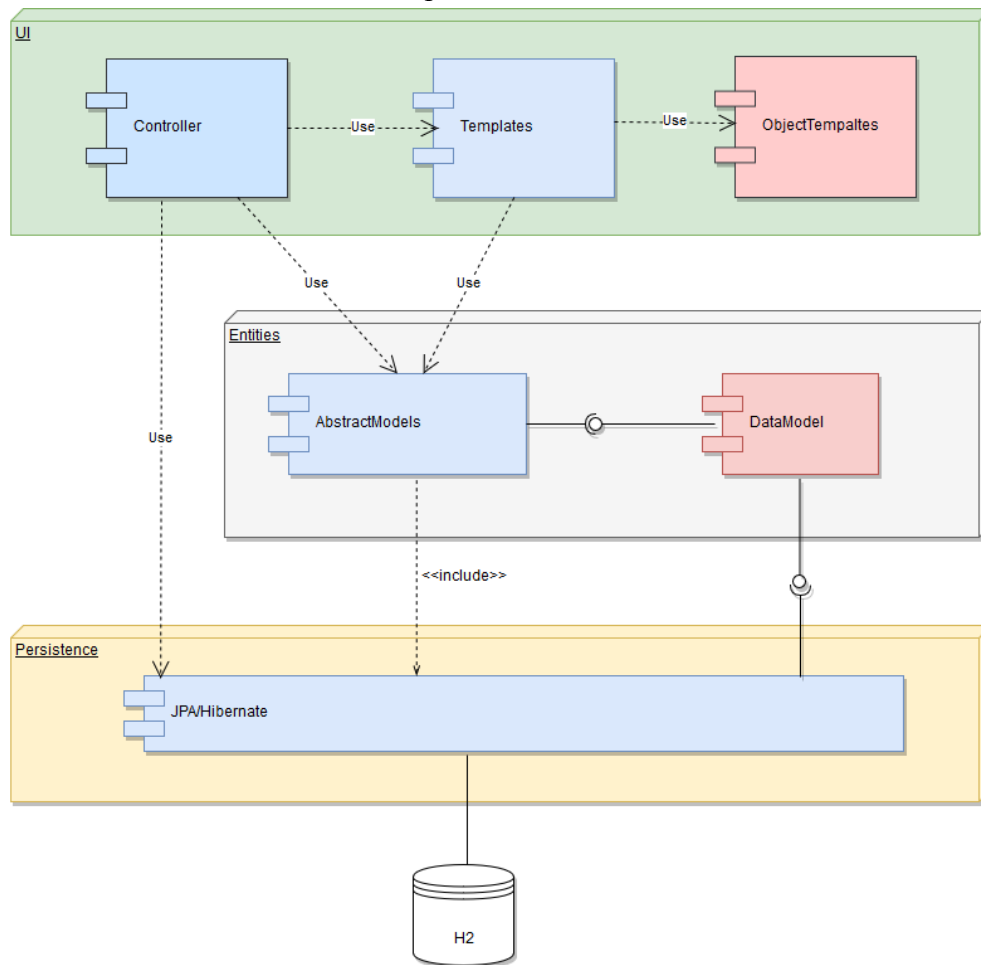 UI
Controller
Use
Templates
Use
ObjectTempaltes
Use
Use
Entities
AbstractModels
DataModel
Use
<<include>>
Persistence
JPA/Hibernate
H2